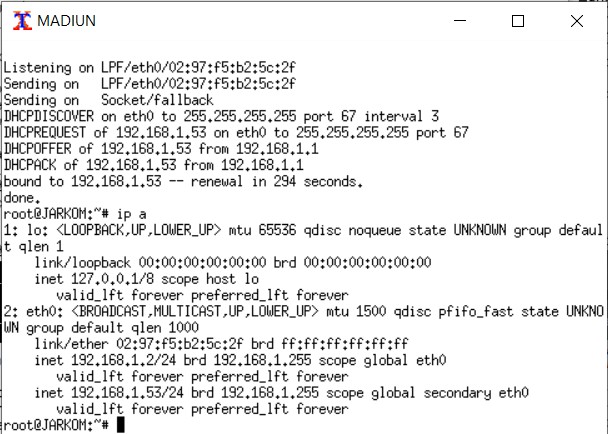 MADIUN
Listening on LPF/eth0/02:97:f5:b2:5c:2f
Sending on   LPF/eth0/02:97:f5:b2:5c:2f
Sending on   Socket/fallback
DHCPDISCOVER on eth0 to 255.255.255.255 port 67 interval 3
DHCPREQUEST of 192.168.1.53 on eth0 to 255.255.255.255 port 67
DHCPOFFER of 192.168.1.53 from 192.168.1.1
DHCPACK of 192.168.1.53 from 192.168.1.1
bound to 192.168.1.53 -- renewal in 294 seconds.
done.
root@JARKOM:~# ip a
1: lo: <LOOPBACK,UP,LOWER_UP> mtu 65536 qdisc noqueue state UNKNOWN group defaul
t qlen 1
    link/loopback 00:00:00:00:00:00 brd 00:00:00:00:00:00
    inet 127.0.0.1/8 scope host lo
       valid_lft forever preferred_lft forever
2: eth0: <BROADCAST,MULTICAST,UP,LOWER_UP> mtu 1500 qdisc pfifo_fast state UNKNO
WN group default qlen 1000
    link/ether 02:97:f5:b2:5c:2f brd ff:ff:ff:ff:ff:ff
    inet 192.168.1.2/24 brd 192.168.1.255 scope global eth0
       valid_lft forever preferred_lft forever
    inet 192.168.1.53/24 brd 192.168.1.255 scope global secondary eth0
       valid_lft forever preferred_lft forever
root@JARKOM:~#